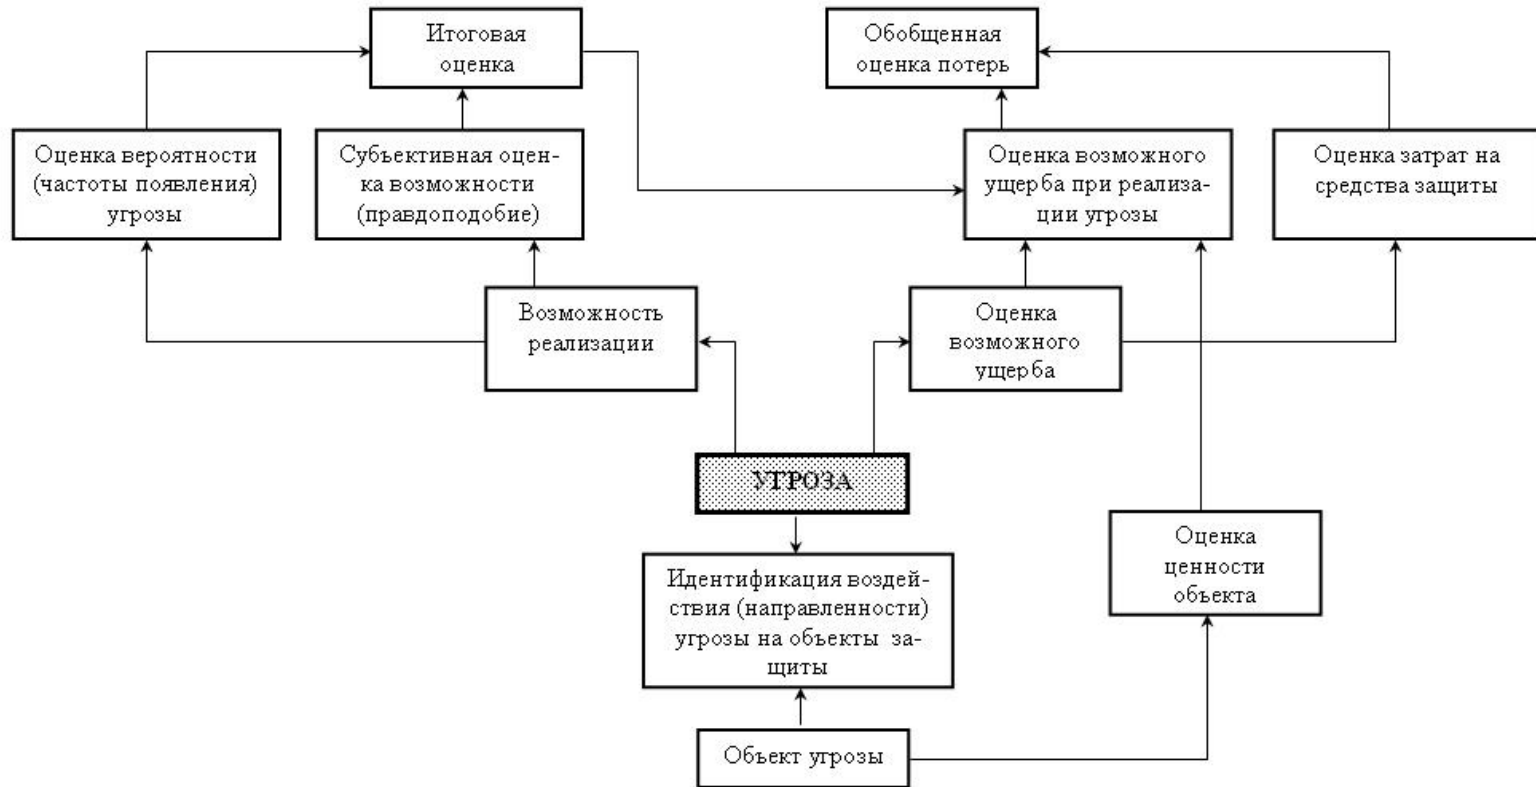 Итоговая
оценка
Обобщенная
оценка потерь
Оценка вероятности
(частоты появления)
угрозы
Субъективная оцен-
ка возможности
(правдоподобие)
Оценка возможного
ущерба при реализа-
ции угрозы
Оценка затрат на
средства защиты
Возможность
реализации
Оценка
возможного
ущерба
УГРОЗА
Идентификация воздей-
ствия (направленности)
угрозы на объекты за-
щиты
Оценка
ценности
объекта
Объект угрозы